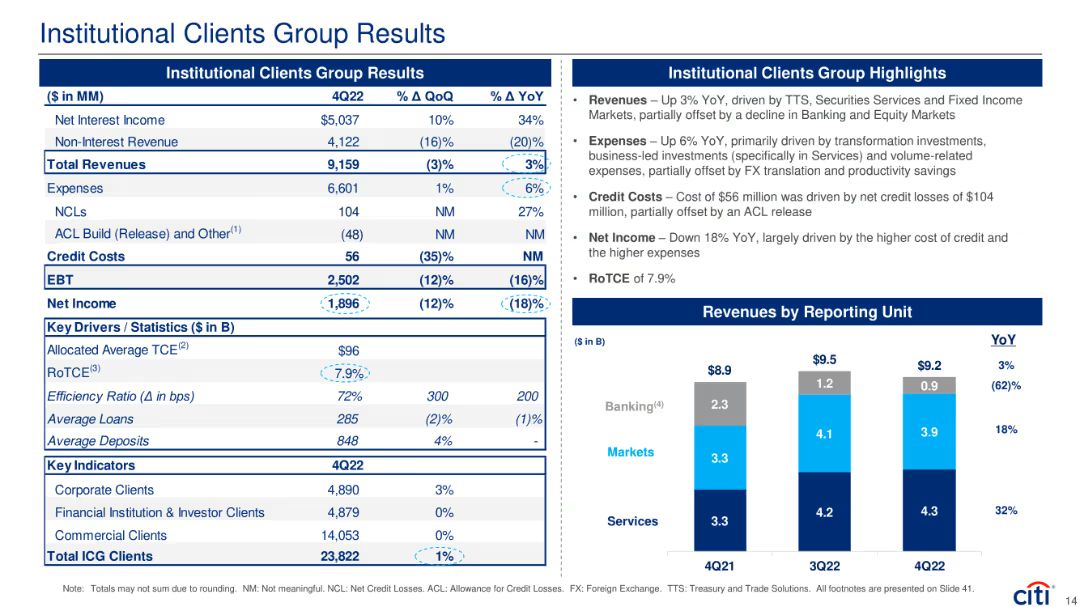 Institutional Clients Group Results
Institutional Clients Group Results
($ in MM) 4Q22 % Δ QoQ % Δ YoY
Net Interest Income $5,037 10% 34%
Non-Interest Revenue 4,122 (16)% (20)%
Total Revenues 9,159 (3)% 3%
Expenses 6,601 1% 6%
NCLs 104 NM 27%
ACL Build (Release) and Other(1) (48) NM NM
Credit Costs 56 (35)% NM
EBT 2,502 (12)% (16)%
Net Income 1,896 (12)% (18)%
Key Drivers / Statistics ($ in B)
Allocated Average TCE(2) $96
RoTCE(3) 7.9%
Efficiency Ratio (Δ in bps) 72% 300 200
Average Loans 285 (2)% (1)%
Average Deposits 848 4% -
Key Indicators 4Q22
Corporate Clients 4,890 3%
Financial Institution & Investor Clients 4,879 0%
Commercial Clients 14,053 0%
Total ICG Clients 23,822 1%
Institutional Clients Group Highlights
• Revenues – Up 3% YoY, driven by TTS, Securities Services and Fixed Income
Markets, partially offset by a decline in Banking and Equity Markets
• Expenses – Up 6% YoY, primarily driven by transformation investments,
business-led investments (specifically in Services) and volume-related
expenses, partially offset by FX translation and productivity savings
• Credit Costs – Cost of $56 million was driven by net credit losses of $104
million, partially offset by an ACL release
• Net Income – Down 18% YoY, largely driven by the higher cost of credit and
the higher expenses
• RoTCE of 7.9%
Revenues by Reporting Unit
($ in B) YoY
$8.9 $9.5 $9.2 3%
Banking(4) 2.3 1.2 0.9 (62)%
Markets 3.3 4.1 3.9 18%
Services 3.3 4.2 4.3 32%
4Q21 3Q22 4Q22
Note: Totals may not sum due to rounding. NM: Not meaningful. NCL: Net Credit Losses. ACL: Allowance for Credit Losses. FX: Foreign Exchange. TTS: Treasury and Trade Solutions. All footnotes are presented on Slide 41.
citi 14